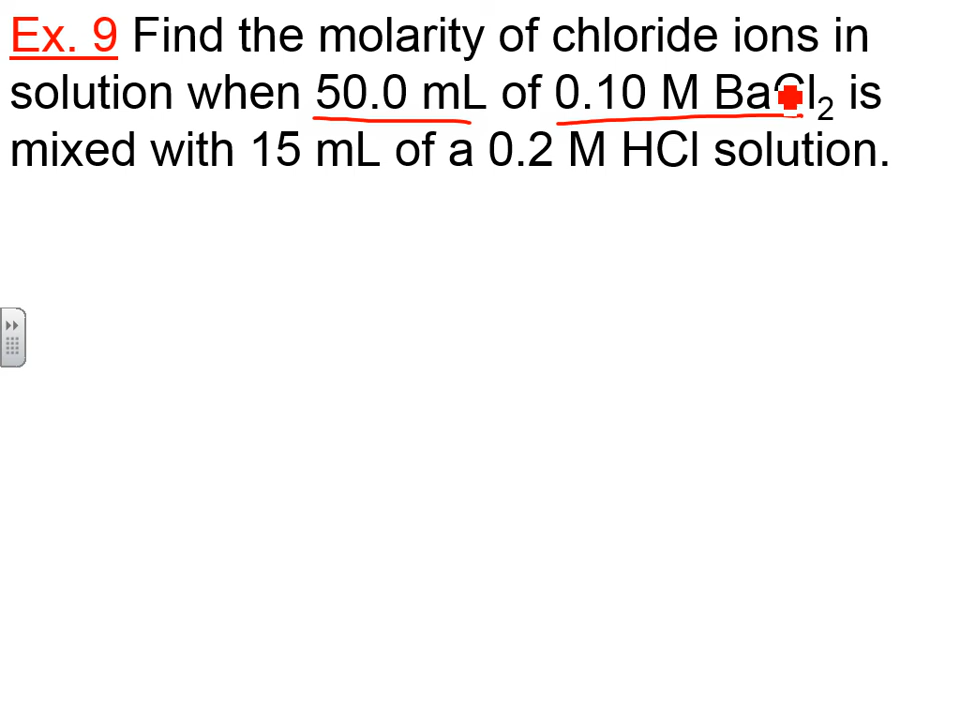 Ex. 9 Find the molarity of chloride ions in
solution when 50.0 mL of 0.10 M BaCl₂ is
mixed with 15 mL of a 0.2 M HCl solution.